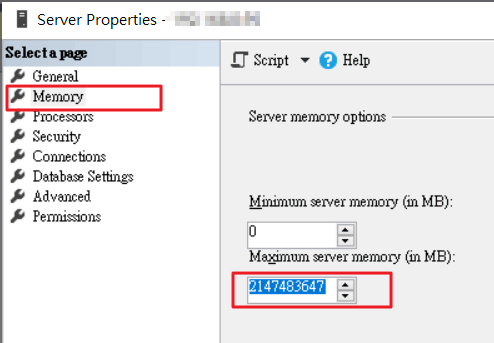 Server Properties -
Select a page
General
Memory
Processors
Security
Connections
Database Settings
Advanced
Permissions
Script
Help
Server memory options
Minimum server memory (in MB):
0
Maximum server memory (in MB):
2147483647